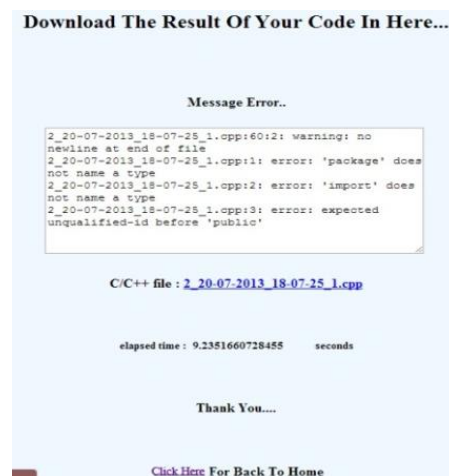 Download The Result Of Your Code In Here...
Message Error..
2_20-07-2013_18-07-25_1.cpp:60:2: warning: no
newline at end of file
2_20-07-2013_18-07-25_1.cpp:1: error: 'package' does
not name a type
2_20-07-2013_18-07-25_1.cpp:2: error: 'import' does
not name a type
2_20-07-2013_18-07-25_1.cpp:3: error: expected
unqualified-id before 'public'
C/C++ file : 2_20-07-2013_18-07-25_1.cpp
elapsed time : 9.2351660728455 seconds
Thank You....
Click Here For Back To Home